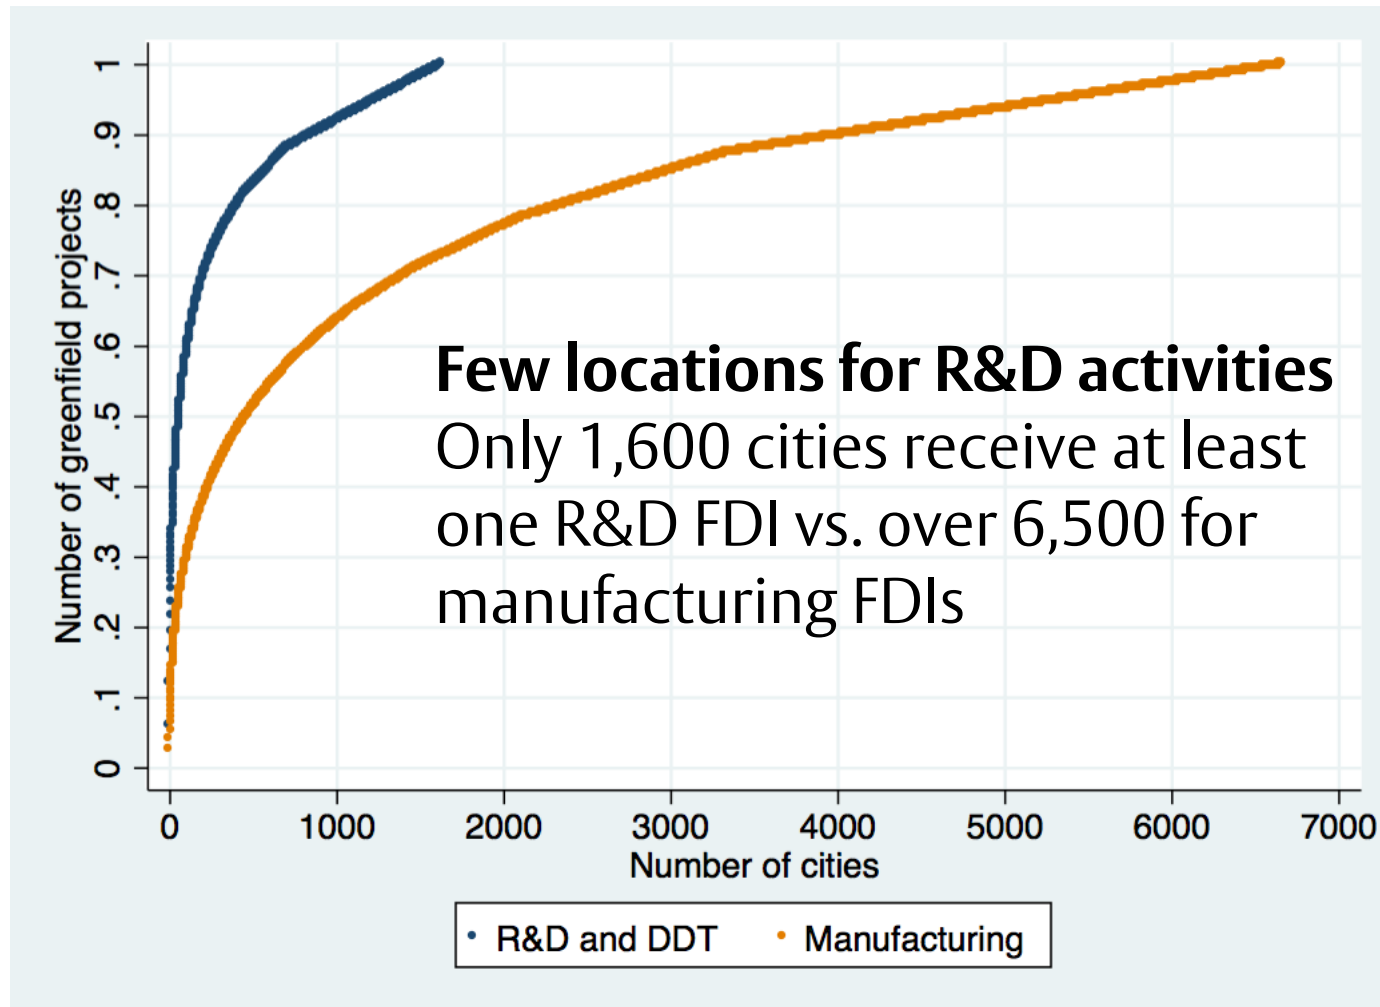 1
.9
.8
.7
.6
.5
.4
.3
.2
.1
0
Number of greenfield projects
Few locations for R&D activities
Only 1,600 cities receive at least
one R&D FDI vs. over 6,500 for
manufacturing FDIs
0 1000 2000 3000 4000 5000 6000 7000
Number of cities
R&D and DDT Manufacturing